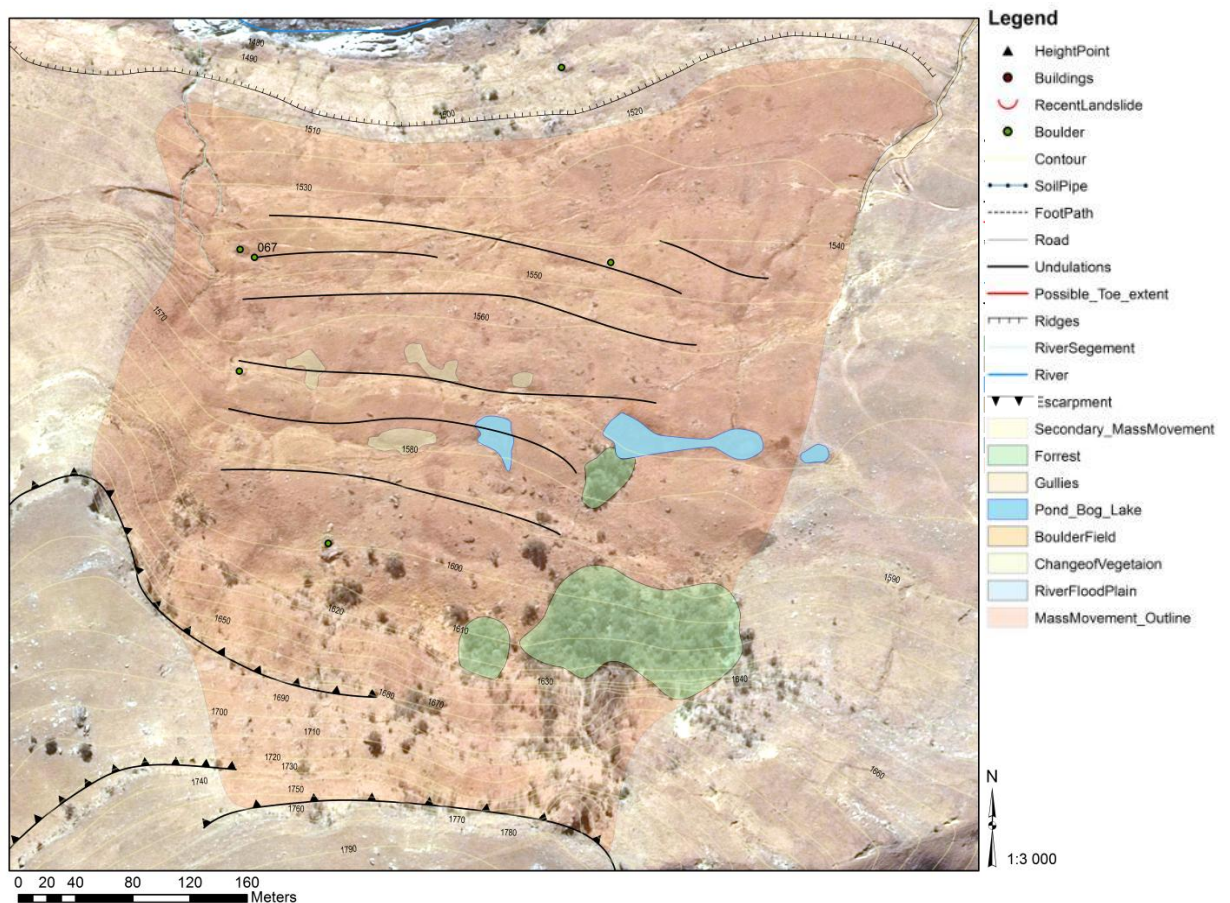 Legend
HeightPoint
Buildings
RecentLandslide
Boulder
Contour
SoilPipe
FootPath
Road
Undulations
Possible_Toe_extent
Ridges
RiverSegement
River
Escarpment
Secondary_MassMovement
Forrest
Gullies
Pond_Bog_Lake
BoulderField
ChangeofVegetaion
RiverFloodPlain
MassMovement_Outline
1480
1490
1500
1520
1510
1530
1540
067
1550
1570
1560
1580
1600
1590
1620
1650
1610
1630
1640
1680
1690
1670
1700
1710
1720
1730
1740
1750
1760
1770
1780
1790
1660
N
1:3 000
0 20 40 80 120 160
Meters